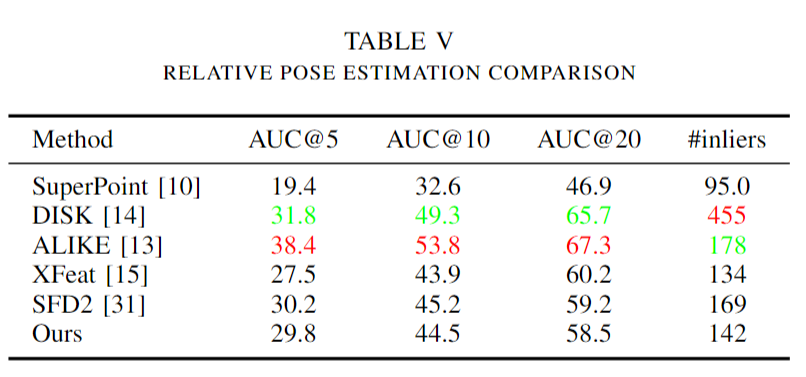 TABLE V
RELATIVE POSE ESTIMATION COMPARISON
Method AUC@5 AUC@10 AUC@20 #inliers
SuperPoint [10] 19.4 32.6 46.9 95.0
DISK [14] 31.8 49.3 65.7 455
ALIKE [13] 38.4 53.8 67.3 178
XFeat [15] 27.5 43.9 60.2 134
SFD2 [31] 30.2 45.2 59.2 169
Ours 29.8 44.5 58.5 142